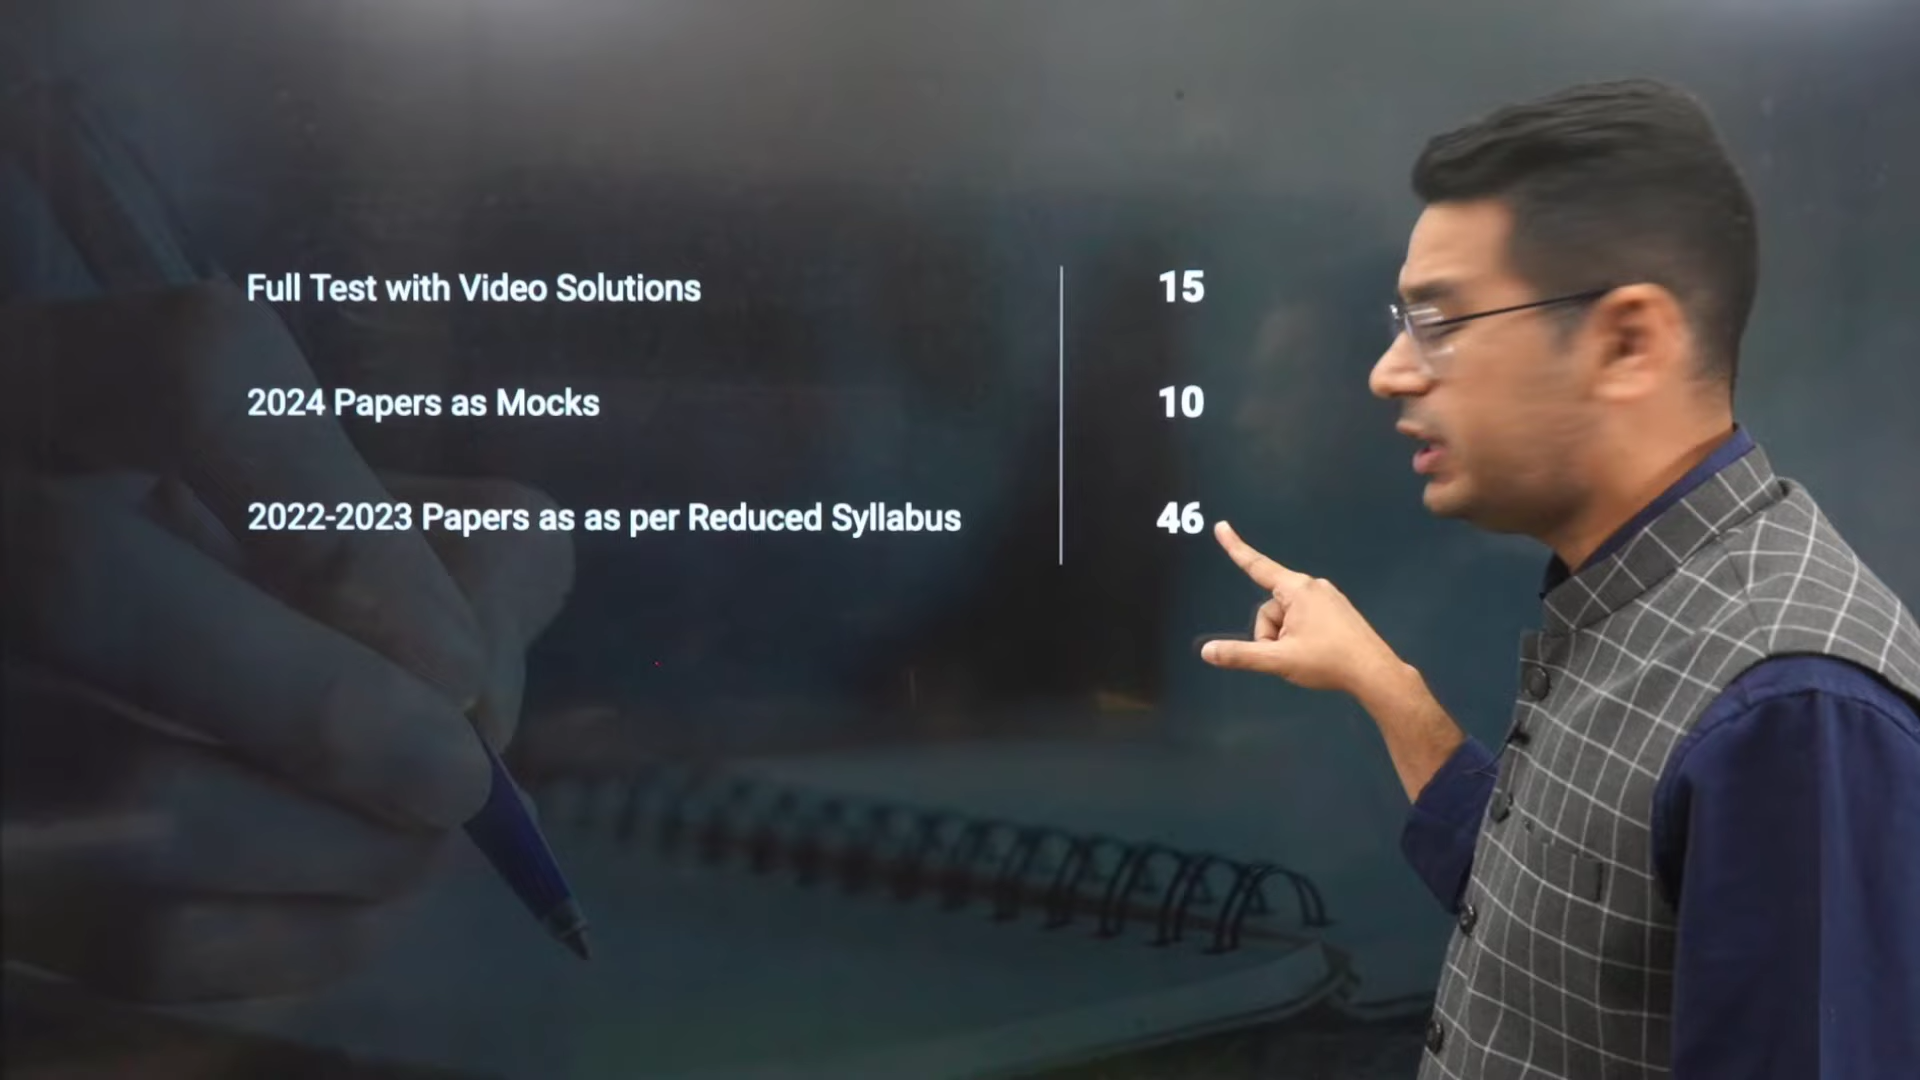 Full Test with Video Solutions 15
2024 Papers as Mocks 10
2022-2023 Papers as as per Reduced Syllabus 46